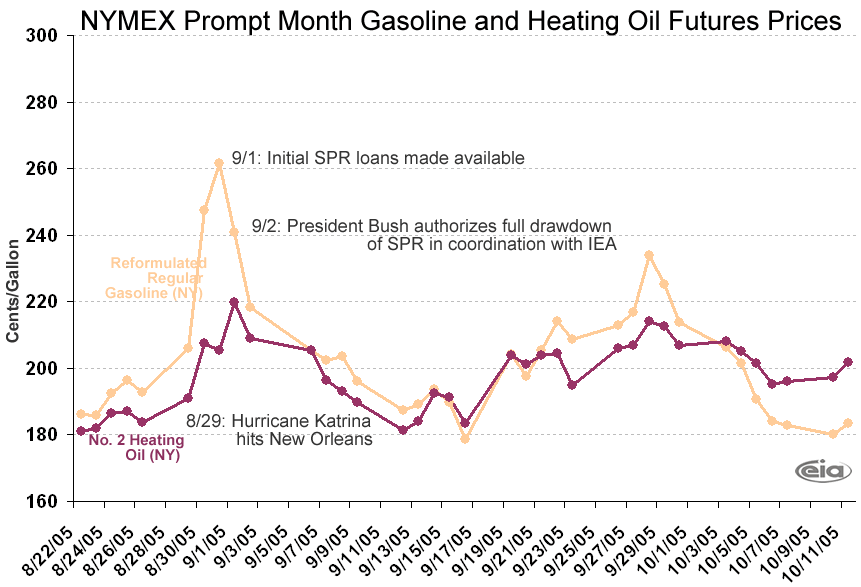 NYMEX Prompt Month Gasoline and Heating Oil Futures Prices
300
280
260
240
220
200
180
160
Cents/Gallon
9/1: Initial SPR loans made available
9/2: President Bush authorizes full drawdown
of SPR in coordination with IEA
Reformulated
Regular
Gasoline (NY)
8/29: Hurricane Katrina
hits New Orleans
No. 2 Heating
Oil (NY)
eia
8/22/05
8/24/05
8/26/05
8/28/05
8/30/05
9/1/05
9/3/05
9/5/05
9/7/05
9/9/05
9/11/05
9/13/05
9/15/05
9/17/05
9/19/05
9/21/05
9/23/05
9/25/05
9/27/05
9/29/05
10/1/05
10/3/05
10/5/05
10/7/05
10/9/05
10/11/05